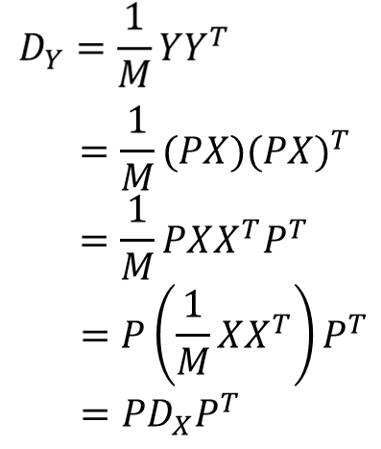 D_Y = \frac{1}{M} Y Y^T
= \frac{1}{M} (PX)(PX)^T
= \frac{1}{M} P X X^T P^T
= P \left( \frac{1}{M} X X^T \right) P^T
= P D_X P^T